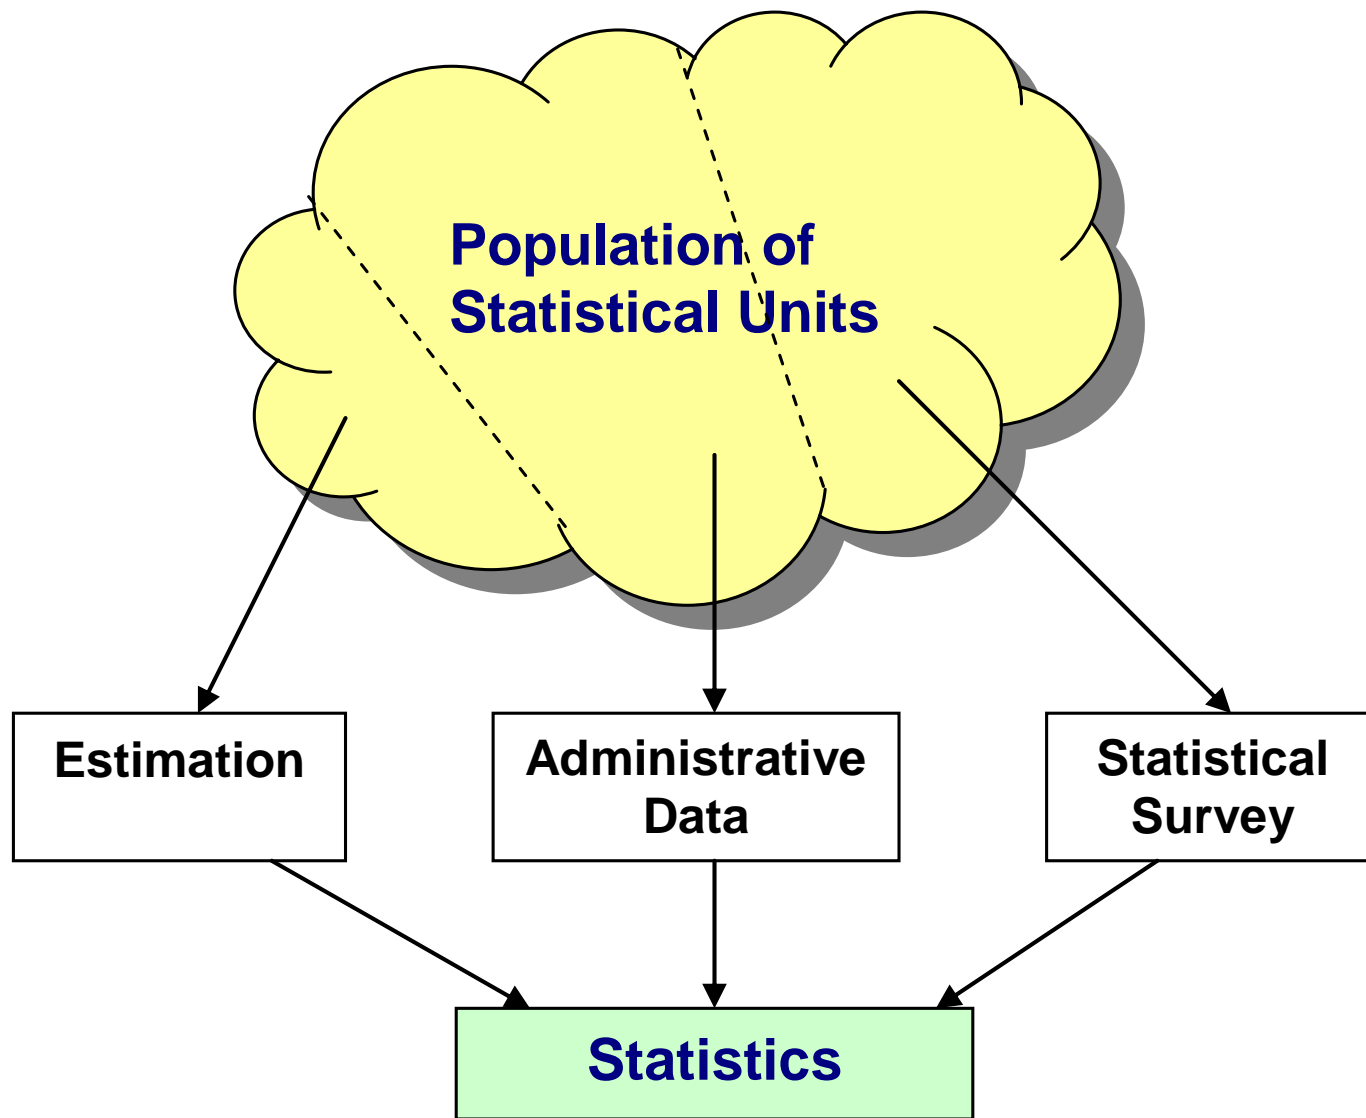 Population of
Statistical Units
Estimation
Administrative
Data
Statistical
Survey
Statistics